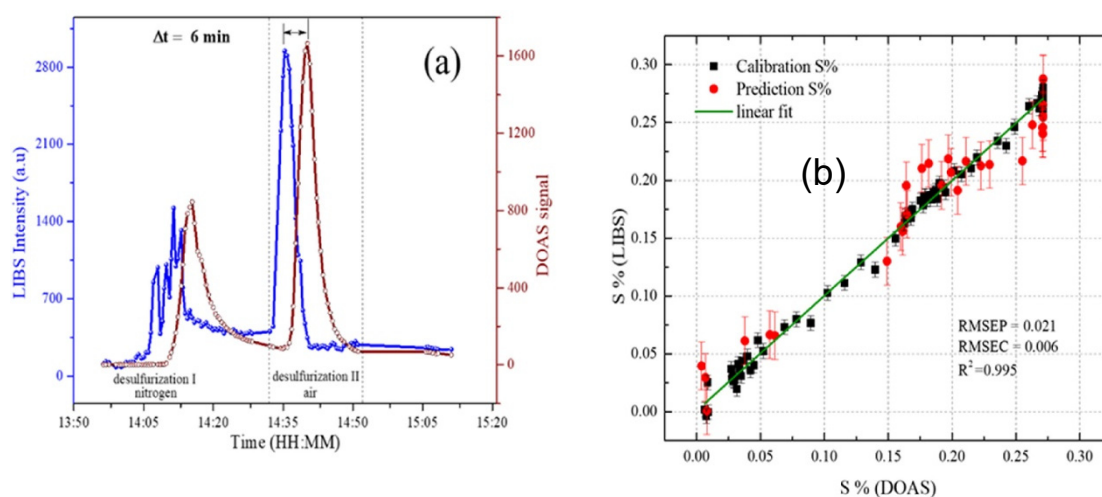 Δt = 6 min
(a)
LIBS Intensity (a.u)
2800
2100
1400
700
0
DOAS signal
1600
1200
800
400
0
desulfurization I
nitrogen
desulfurization II
air
13:50
14:05
14:20
14:35
14:50
15:05
15:20
Time (HH:MM)
(b)
Calibration S%
Prediction S%
linear fit
S % (LIBS)
0.30
0.25
0.20
0.15
0.10
0.05
0.00
RMSEP = 0.021
RMSEC = 0.006
R²=0.995
0.00
0.05
0.10
0.15
0.20
0.25
0.30
S % (DOAS)